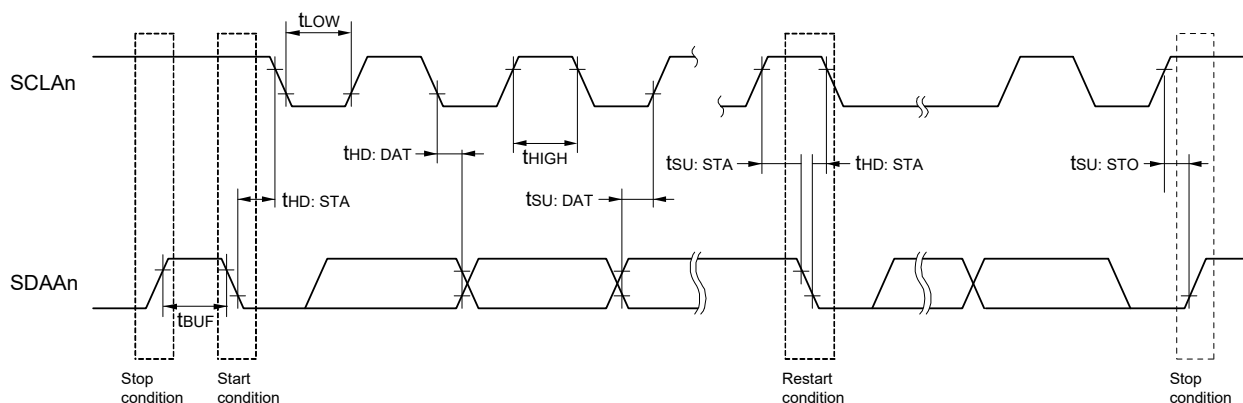 tLOW
SCLAn
tHD: DAT
tHIGH
tSU: STA
tHD: STA
tSU: STO
tHD: STA
tSU: DAT
SDAAn
tBUF
Stop
condition
Start
condition
Restart
condition
Stop
condition